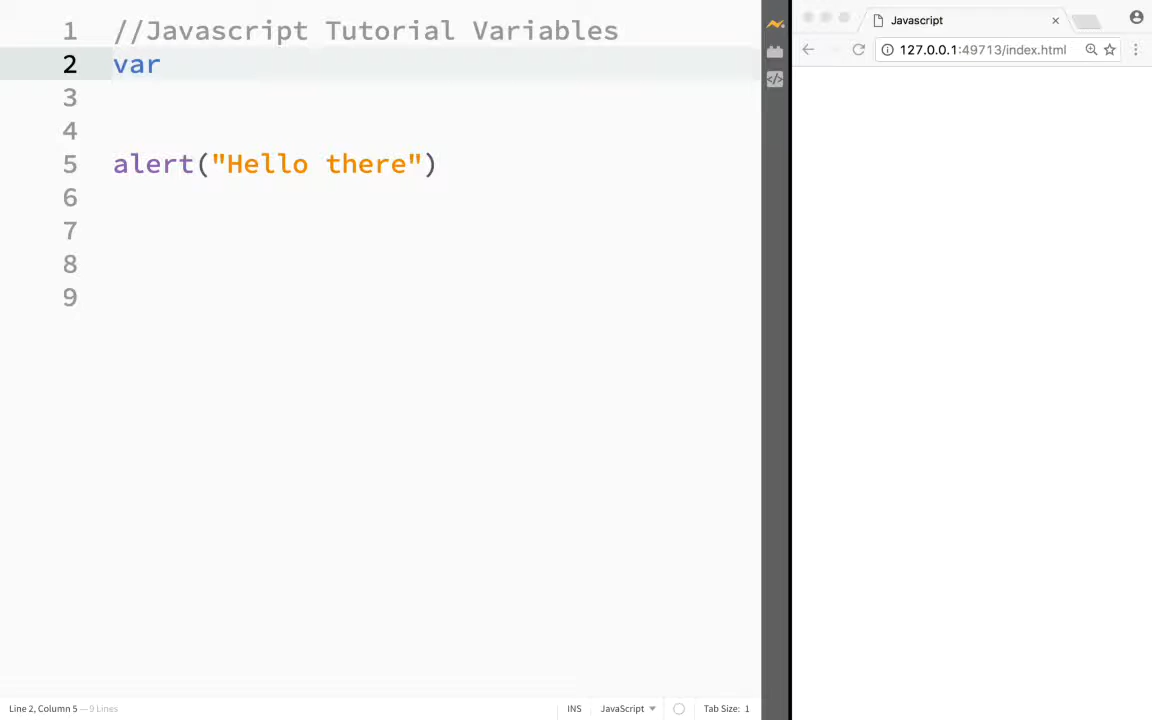 1 //Javascript Tutorial Variables
2 var
3
4
5 alert("Hello there")
6
7
8
9
Line 2, Column 5 — 9 Lines
INS
JavaScript
Tab Size: 1
Javascript
127.0.0.1:49713/index.html